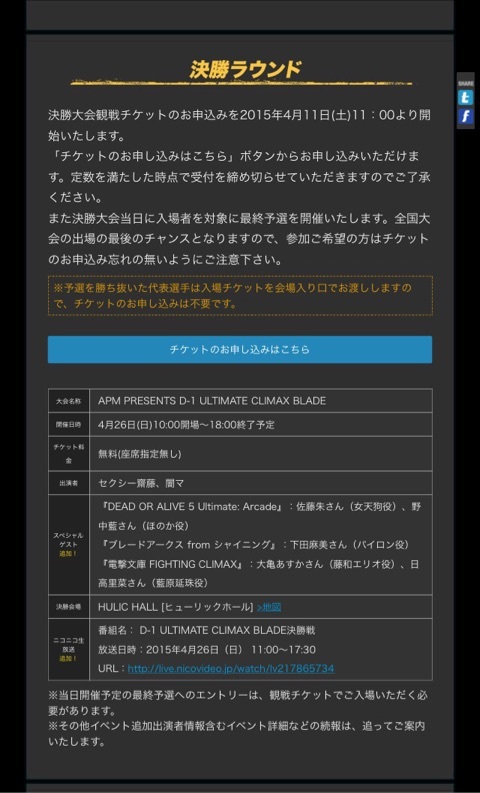 決勝ラウンド
SHARE
決勝大会観戦チケットのお申込みを2015年4月11日(土)11:00より開
始いたします。
「チケットのお申し込みはこちら」ボタンからお申し込みいただけま
す。定数を満たした時点で受付を締め切らせていただきますのでご了承
ください。
また決勝大会当日に入場者を対象に最終予選を開催いたします。全国大
会の出場の最後のチャンスとなりますので、参加ご希望の方はチケット
のお申込み忘れの無いようにご注意下さい。
※予選を勝ち抜いた代表選手は入場チケットを会場入り口でお渡ししますの
で、チケットのお申し込みは不要です。
チケットのお申し込みはこちら
大会名称 APM PRESENTS D-1 ULTIMATE CLIMAX BLADE
開催日時 4月26日(日)10:00開場〜18:00終了予定
チケット料
金
無料(座席指定無し)
出演者 セクシー齋藤、闇マ
スペシャル
ゲスト
追加！
『DEAD OR ALIVE 5 Ultimate: Arcade』：佐藤朱さん（女天狗役）、野
中藍さん（ほのか役）
『ブレードアークス from シャイニング』：下田麻美さん（パイロン役）
『電撃文庫 FIGHTING CLIMAX』：大亀あすかさん（藤和エリオ役）、日
高里菜さん（藍原延珠役）
決勝会場 HULIC HALL [ヒューリックホール] >地図
ニコニコ生
放送
追加！
番組名： D-1 ULTIMATE CLIMAX BLADE決勝戦
放送日時：2015年4月26日（日） 11:00〜17:30
URL：http://live.nicovideo.jp/watch/lv217865734
※当日開催予定の最終予選へのエントリーは、観戦チケットでご入場いただく必
要があります。
※その他イベント追加出演者情報含むイベント詳細などの続報は、追ってご案内
いたします。